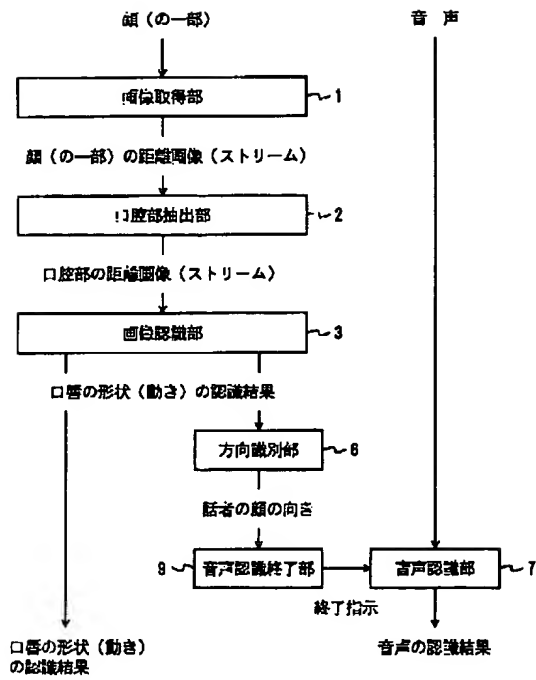 顔（の一部）
音 声
画像取得部
1
顔（の一部）の距離画像（ストリーム）
口腔部抽出部
2
口腔部の距離画像（ストリーム）
画像認識部
3
口唇の形状（動き）の認識結果
方向識別部
6
話者の顔の向き
9
音声認識終了部
音声認識部
7
終了指示
口唇の形状（動き）
の認識結果
音声の認識結果